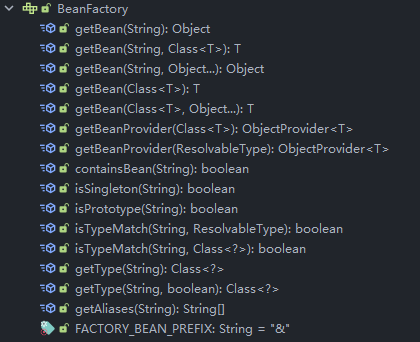 BeanFactory
getBean(String): Object
getBean(String, Class<T>): T
getBean(String, Object...): Object
getBean(Class<T>): T
getBean(Class<T>, Object...): T
getBeanProvider(Class<T>): ObjectProvider<T>
getBeanProvider(ResolvableType): ObjectProvider<T>
containsBean(String): boolean
isSingleton(String): boolean
isPrototype(String): boolean
isTypeMatch(String, ResolvableType): boolean
isTypeMatch(String, Class<?>): boolean
getType(String): Class<?>
getType(String, boolean): Class<?>
getAliases(String): String[]
FACTORY_BEAN_PREFIX: String = "&"